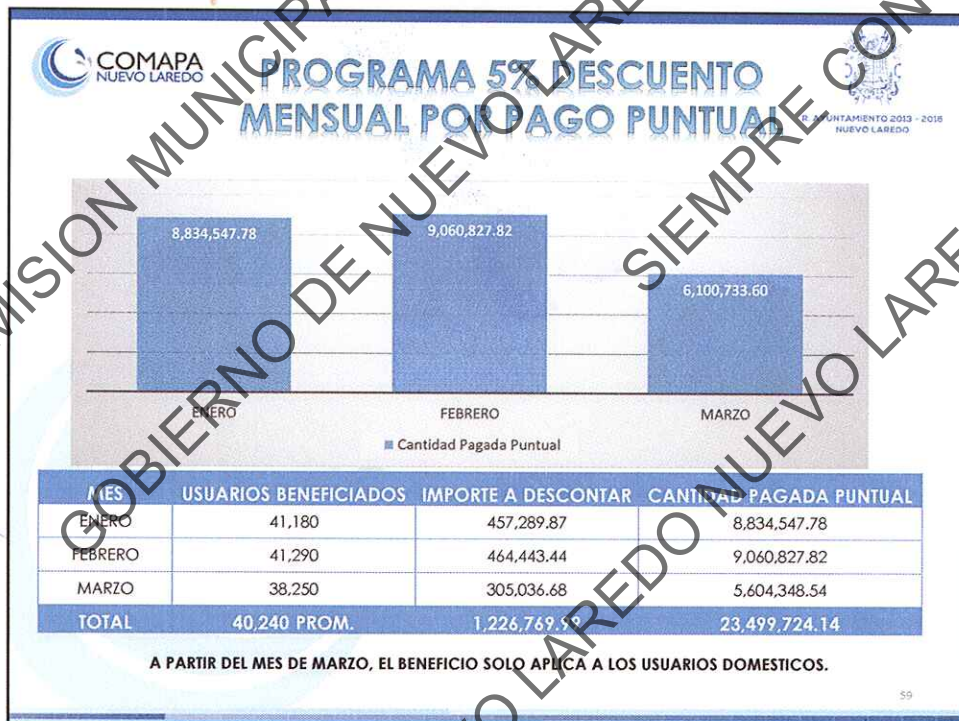 COMAPA
NUEVO LAREDO
PROGRAMA 5% DESCUENTO
MENSUAL POR PAGO PUNTUAL
R. AYUNTAMIENTO 2013 - 2016
NUEVO LAREDO
8,834,547.78
9,060,827.82
6,100,733.60
ENERO FEBRERO MARZO
Cantidad Pagada Puntual
MES USUARIOS BENEFICIADOS IMPORTE A DESCONTAR CANTIDAD PAGADA PUNTUAL
ENERO 41,180 457,289.87 8,834,547.78
FEBRERO 41,290 464,443.44 9,060,827.82
MARZO 38,250 305,036.68 5,604,348.54
TOTAL 40,240 PROM. 23,499,724.14
A PARTIR DEL MES DE MARZO, EL BENEFICIO SOLO APLICA A LOS USUARIOS DOMESTICOS.
59
GOBIERNO DE NUEVO LAREDO
SIEMPRE CON
LAREDO NUEVO